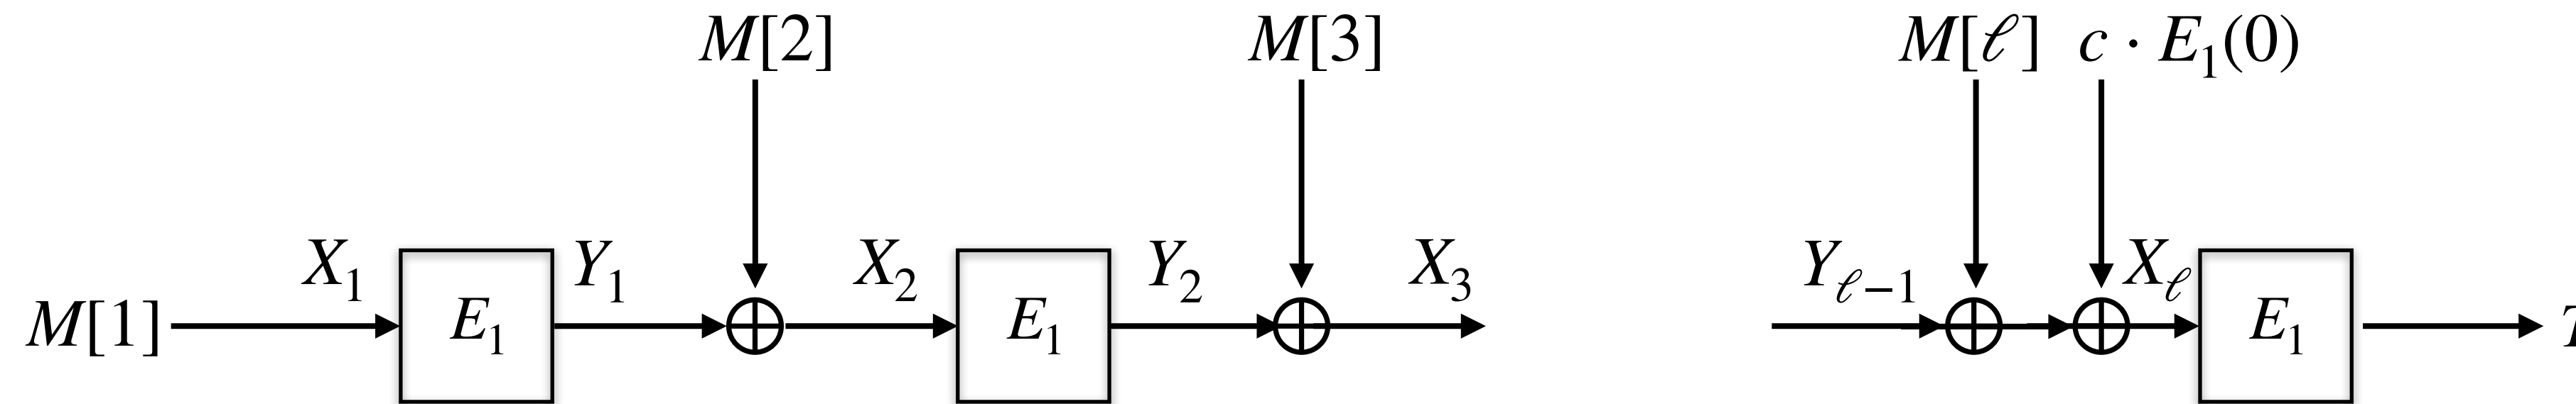 M[2] M[3] M[ℓ] c · E₁(0)
X₁ Y₁ X₂ Y₂ X₃ Yℓ₋₁ Xℓ
M[1] E₁ E₁ E₁